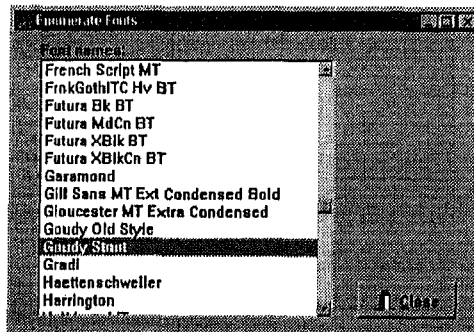 Enumerate Fonts
Font names:
French Script MT
FrnkGothITC Hv BT
Futura Bk BT
Futura MdCn BT
Futura XBlk BT
Futura XBlkCn BT
Garamond
Gill Sans MT Ext Condensed Bold
Gloucester MT Extra Condensed
Goudy Old Style
Goudy Stout
Gradl
Haettenschweiler
Harrington
Close